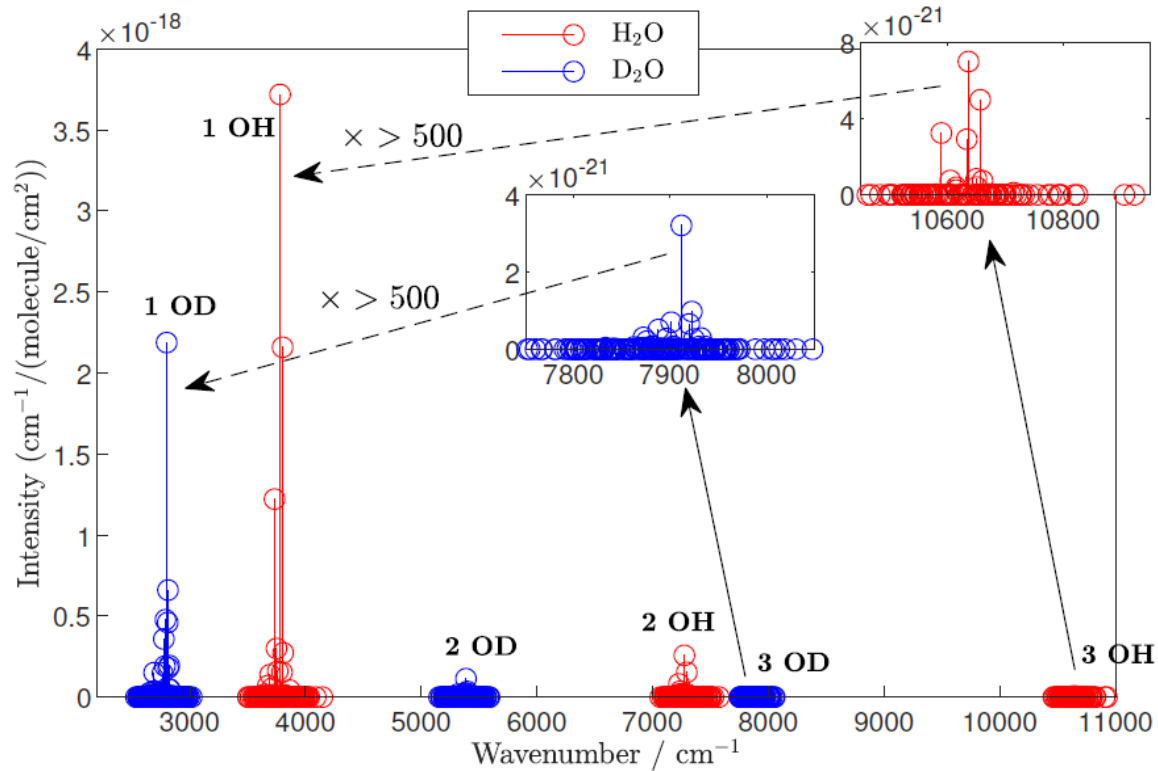 ×10⁻¹⁸
H₂O
D₂O
×10⁻²¹
8
4
0
10600 10800
4
3.5
3
2.5
2
1.5
1
0.5
0
1 OH
× > 500
×10⁻²¹
4
2
0
7800 7900 8000
1 OD
× > 500
2 OD
2 OH
3 OD
3 OH
3000 4000 5000 6000 7000 8000 9000 10000 11000
Wavenumber / cm⁻¹
Intensity (cm⁻¹/(molecule/cm²))